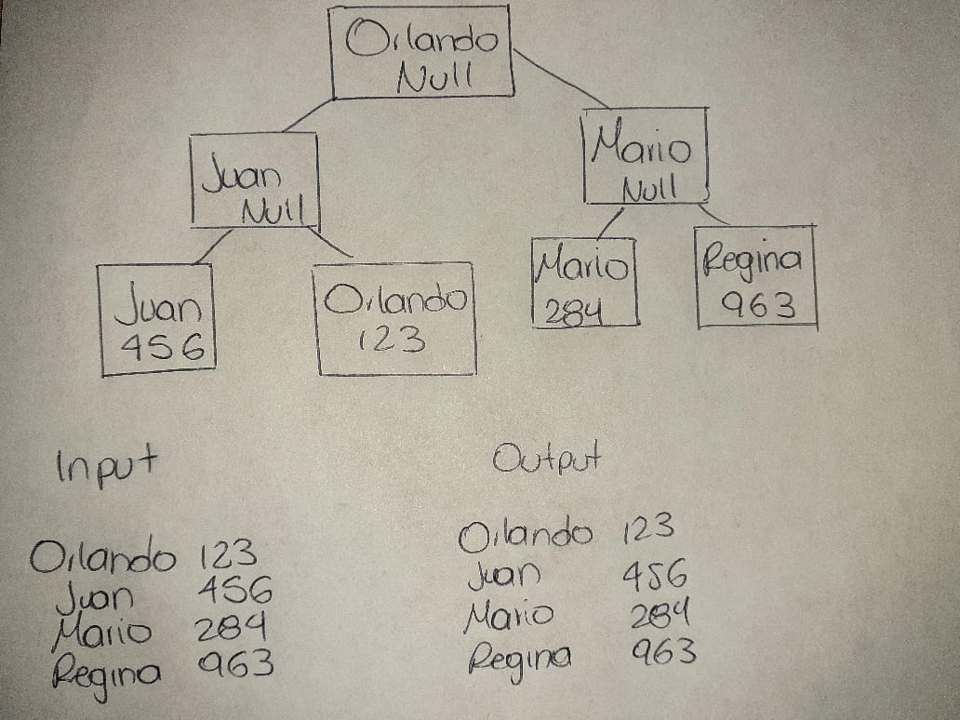 Orlando
Null
Juan
Null
Mario
Null
Juan
456
Orlando
123
Mario
284
Regina
963
Input
Orlando 123
Juan 456
Mario 284
Regina 963
Output
Orlando 123
Juan 456
Mario 284
Regina 963